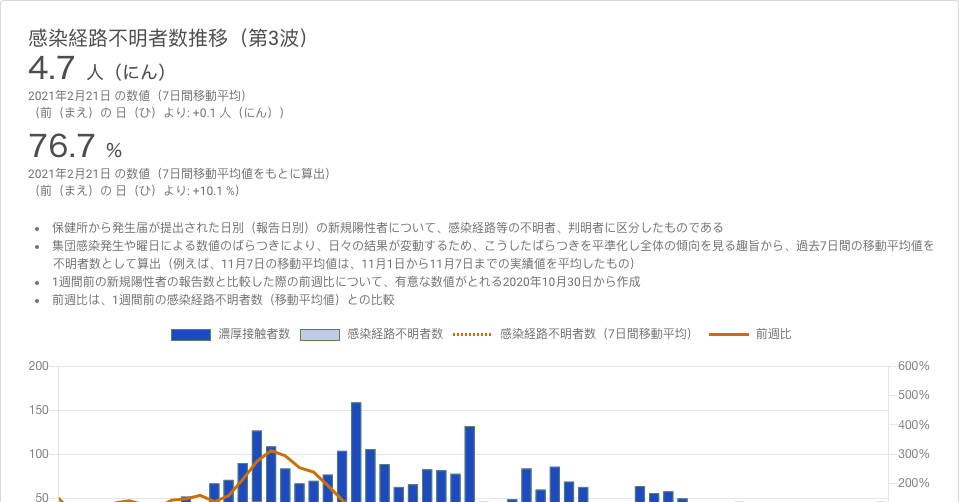 感染経路不明者数推移（第3波）
4.7 人（にん）
2021年2月21日 の数値（7日間移動平均）
（前（まえ）の 日（ひ）より: +0.1 人（にん））
76.7 %
2021年2月21日 の数値（7日間移動平均値をもとに算出）
（前（まえ）の 日（ひ）より: +10.1 %）
• 保健所から発生届が提出された日別（報告日別）の新規陽性者について、感染経路等の不明者、判明者に区分したものである
• 集団感染発生や曜日による数値のばらつきにより、日々の結果が変動するため、こうしたばらつきを平準化し全体の傾向を見る趣旨から、過去7日間の移動平均値を
不明者数として算出（例えば、11月7日の移動平均値は、11月1日から11月7日までの実績値を平均したもの）
• 1週間前の新規陽性者の報告数と比較した際の前週比について、有意な数値がとれる2020年10月30日から作成
• 前週比は、1週間前の感染経路不明者数（移動平均値）との比較
濃厚接触者数 感染経路不明者数 感染経路不明者数（7日間移動平均） 前週比
200 600%
500%
150
400%
100 300%
200%
50